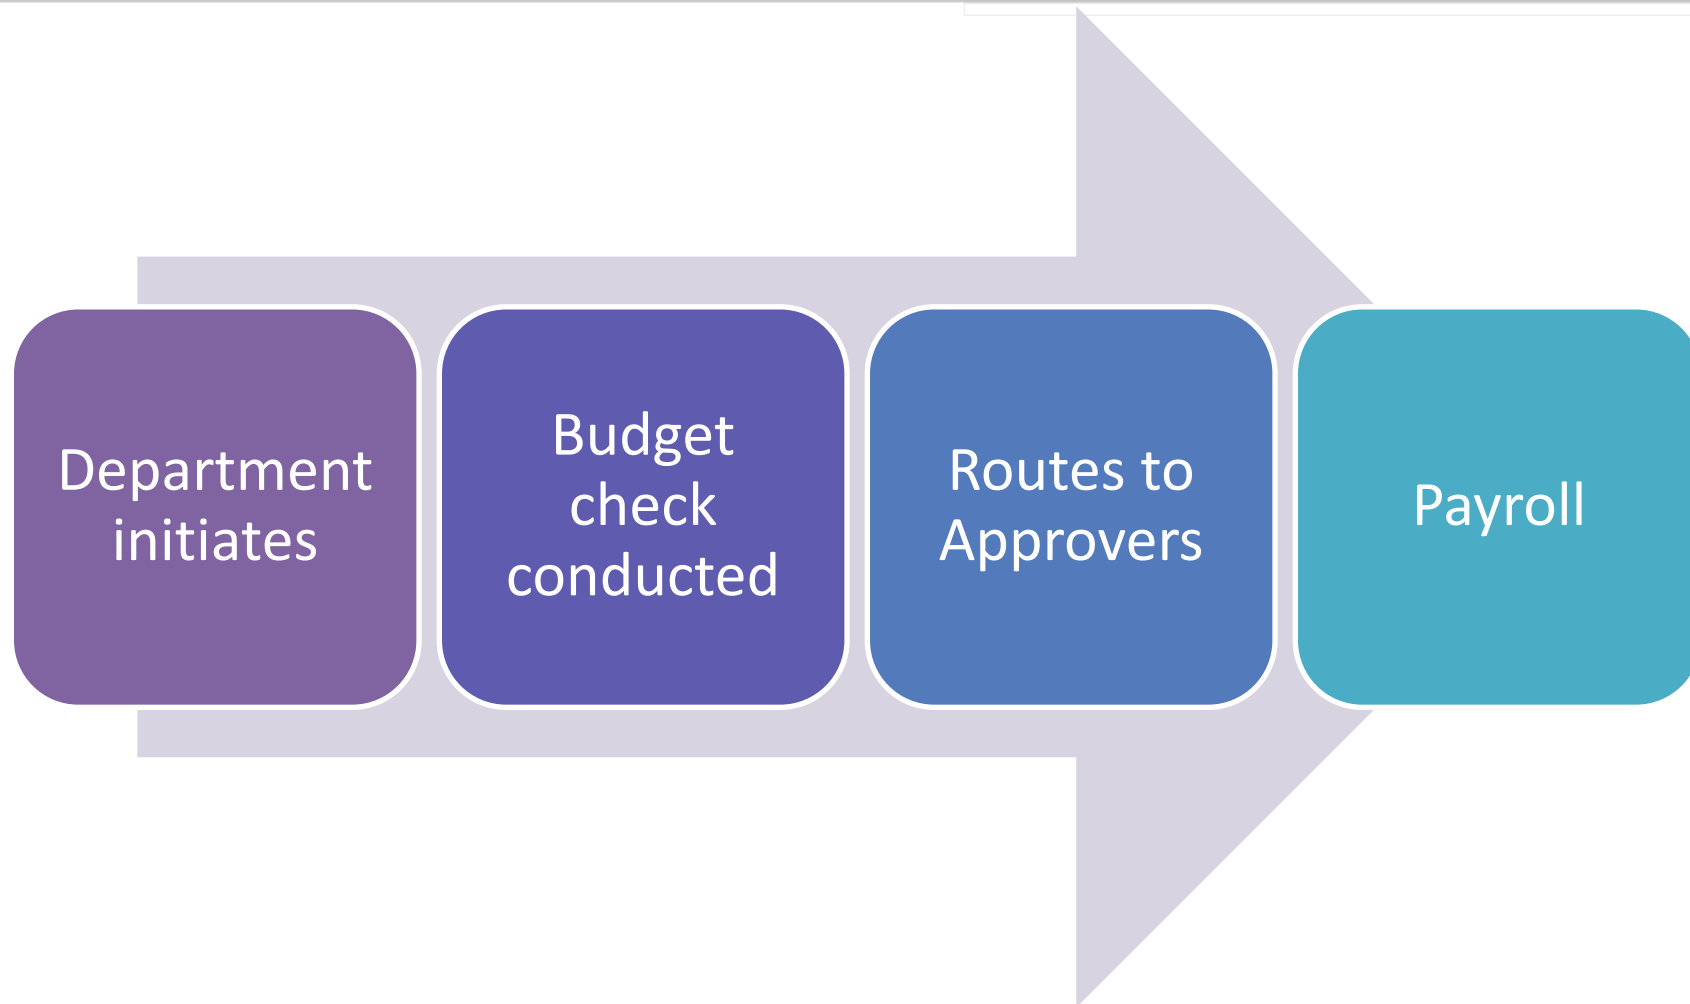 Department
initiates
Budget
check
conducted
Routes to
Approvers
Payroll